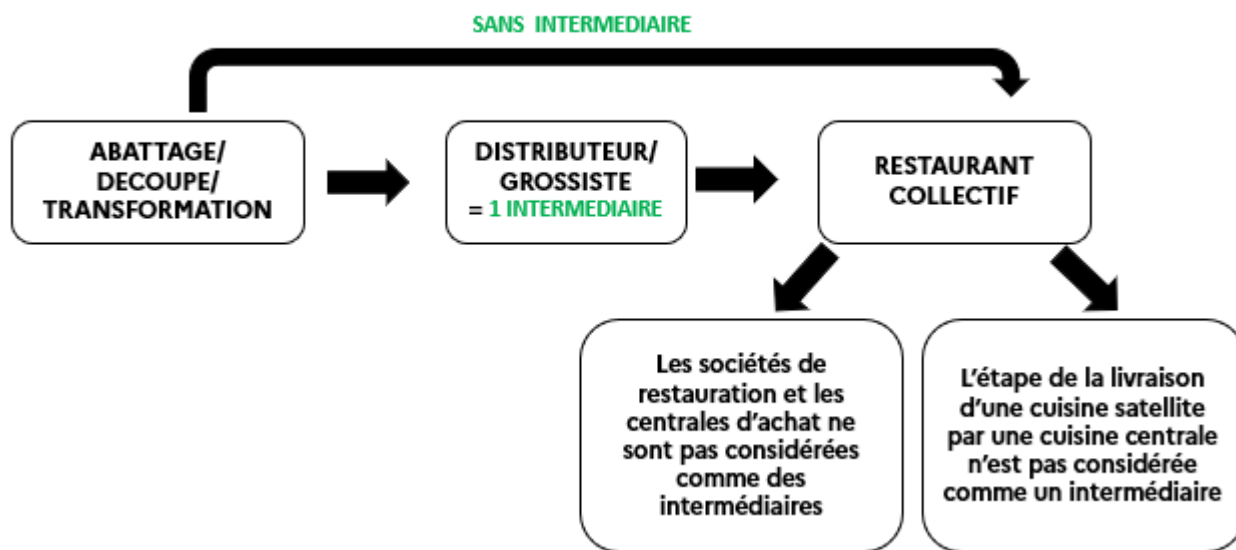 SANS INTERMEDIAIRE
ABATTAGE/
DECOUPE/
TRANSFORMATION
DISTRIBUTEUR/
GROSSISTE
= 1 INTERMEDIAIRE
RESTAURANT
COLLECTIF
Les sociétés de
restauration et les
centrales d'achat ne
sont pas considérées
comme des
intermédiaires
L'étape de la livraison
d'une cuisine satellite
par une cuisine centrale
n'est pas considérée
comme un intermédiaire